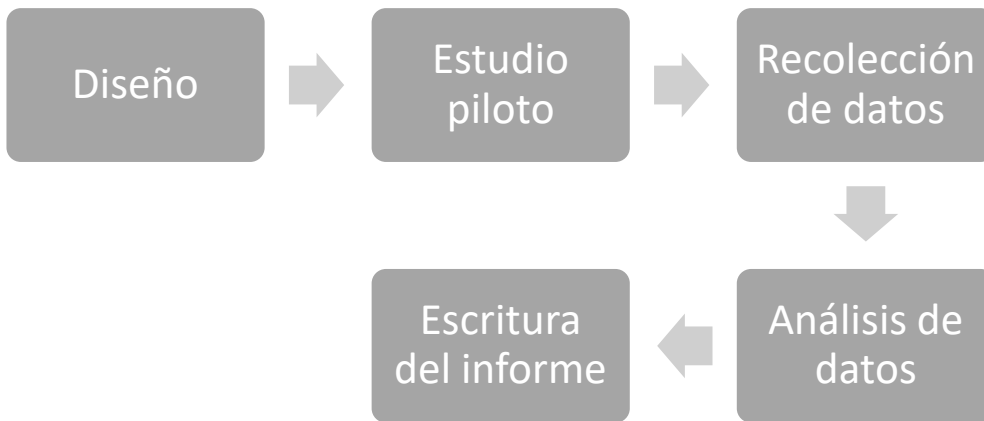 Diseño
Estudio
piloto
Recolección
de datos
Análisis de
datos
Escritura
del informe